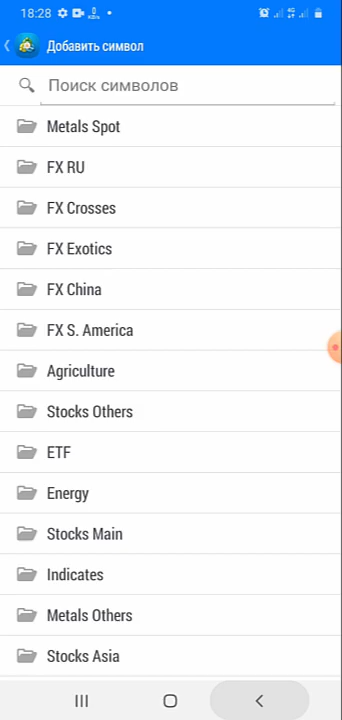 18:28
Добавить символ
Поиск символов
Metals Spot
FX RU
FX Crosses
FX Exotics
FX China
FX S. America
Agriculture
Stocks Others
ETF
Energy
Stocks Main
Indicates
Metals Others
Stocks Asia